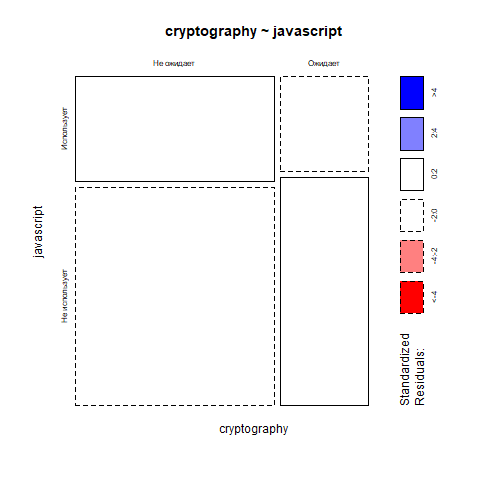 cryptography ~ javascript
Не ожидает
Ожидает
Использует
Не использует
javascript
cryptography
>4
2:4
0:2
-2:0
-4:-2
<-4
Standardized
Residuals: